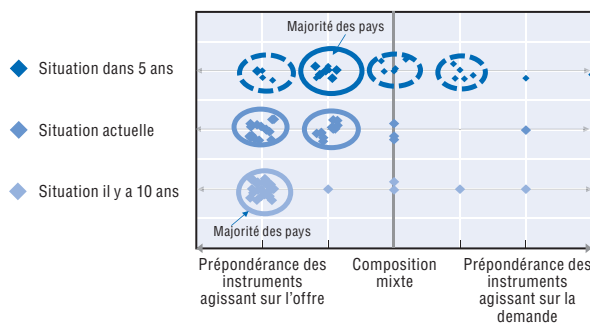 Majorité des pays
Situation dans 5 ans
Situation actuelle
Situation il y a 10 ans
Majorité des pays
Prépondérance des
instruments
agissant sur l'offre
Composition
mixte
Prépondérance des
instruments
agissant sur la
demande